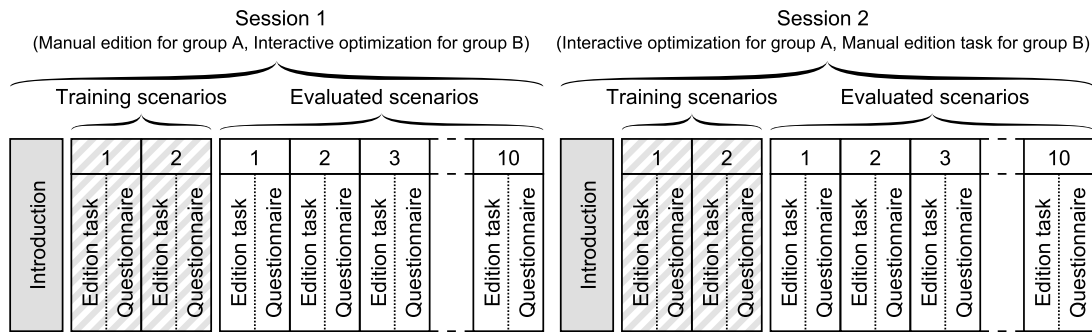 Session 1
(Manual edition for group A, Interactive optimization for group B)
Training scenarios
Evaluated scenarios
Introduction
1
Edition task
Questionnaire
2
Edition task
Questionnaire
1
Edition task
Questionnaire
2
Edition task
Questionnaire
3
Edition task
Questionnaire
10
Edition task
Questionnaire
Session 2
(Interactive optimization for group A, Manual edition task for group B)
Training scenarios
Evaluated scenarios
Introduction
1
Edition task
Questionnaire
2
Edition task
Questionnaire
1
Edition task
Questionnaire
2
Edition task
Questionnaire
3
Edition task
Questionnaire
10
Edition task
Questionnaire